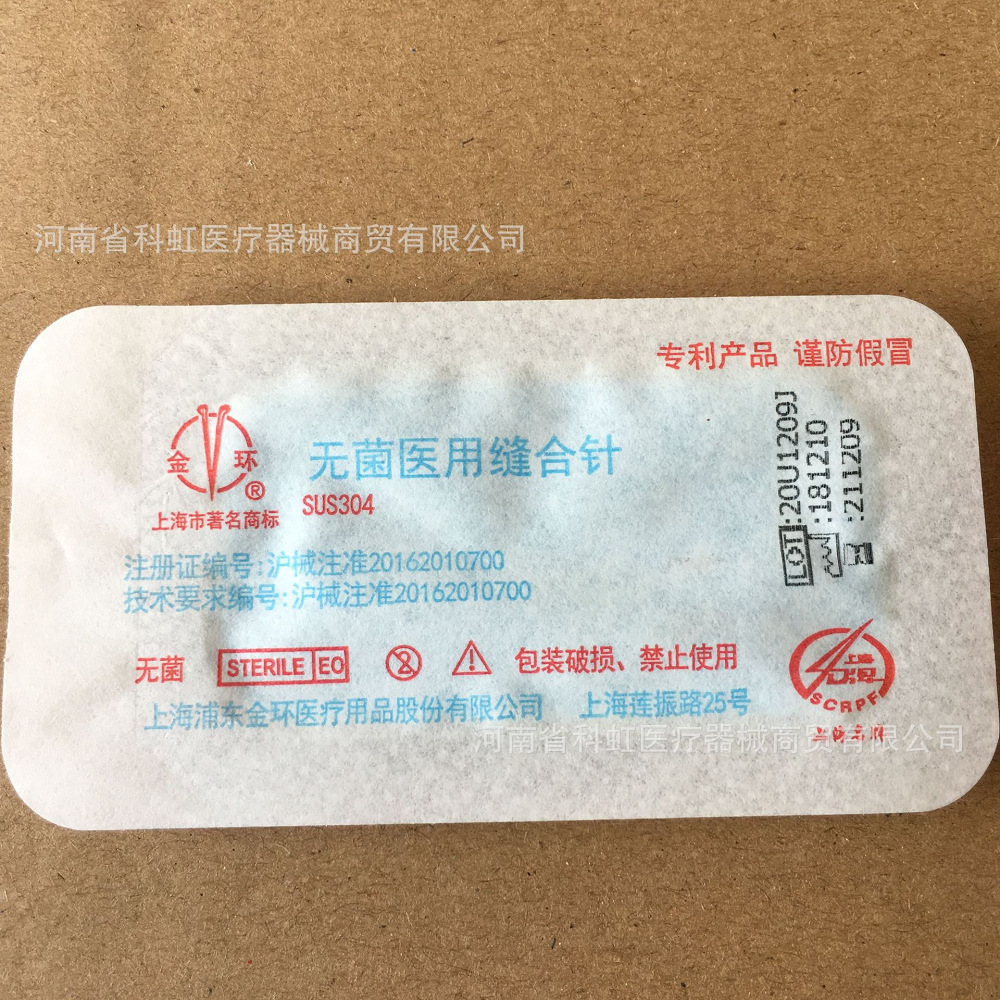 河南省科虹医疗器械商贸有限公司
专利产品 谨防假冒
金 环
®
上海市著名商标
无菌医用缝合针
SUS304
LOT:20U1209J
:181210
:211209
注册证编号:沪械注准20162010700
技术要求编号:沪械注准20162010700
无菌 STERILE EO 2 包装破损、禁止使用
上海
SCRPF
上海名牌
上海浦东金环医疗用品股份有限公司 上海莲振路25号
河南省科虹医疗器械商贸有限公司